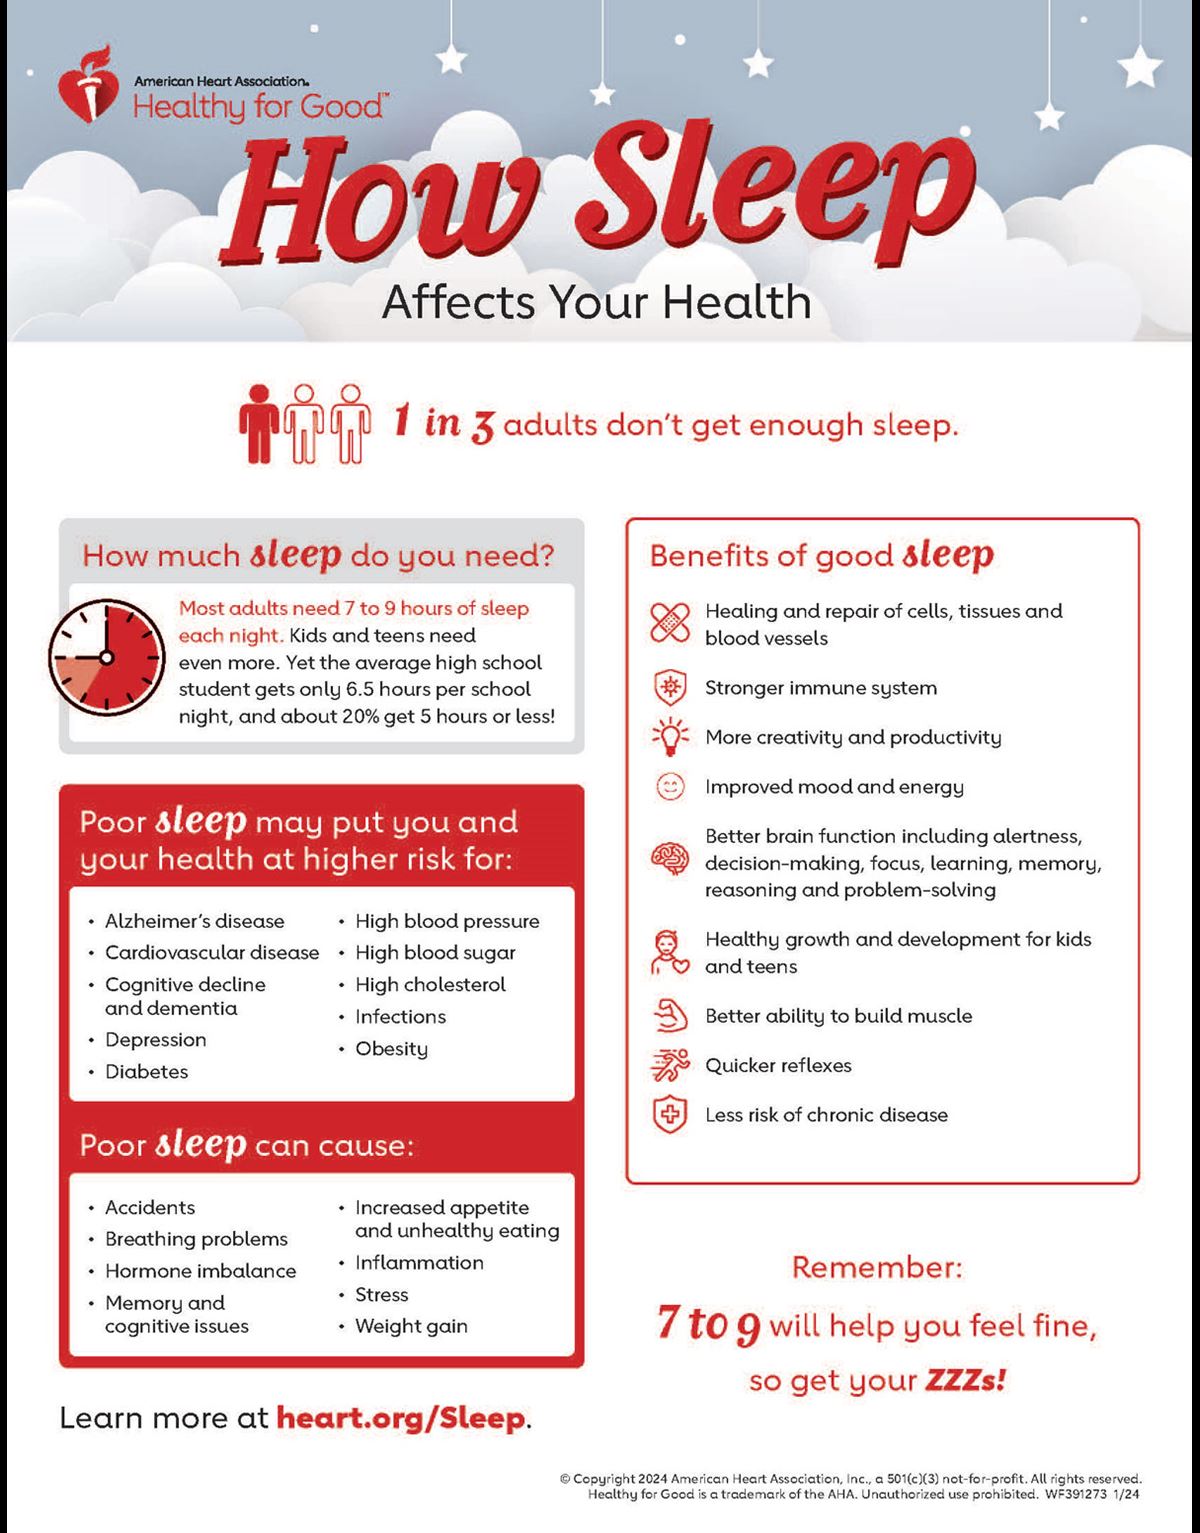 American Heart Association®
Healthy for Good™
How Sleep
Affects Your Health
1 in 3 adults don't get enough sleep.
How much sleep do you need?
Most adults need 7 to 9 hours of sleep
each night. Kids and teens need
even more. Yet the average high school
student gets only 6.5 hours per school
night, and about 20% get 5 hours or less!
Poor sleep may put you and
your health at higher risk for:
• Alzheimer's disease
• Cardiovascular disease
• Cognitive decline
and dementia
• Depression
• Diabetes
• High blood pressure
• High blood sugar
• High cholesterol
• Infections
• Obesity
Poor sleep can cause:
• Accidents
• Breathing problems
• Hormone imbalance
• Memory and
cognitive issues
• Increased appetite
and unhealthy eating
• Inflammation
• Stress
• Weight gain
Learn more at heart.org/Sleep.
Benefits of good sleep
Healing and repair of cells, tissues and
blood vessels
Stronger immune system
More creativity and productivity
Improved mood and energy
Better brain function including alertness,
decision-making, focus, learning, memory,
reasoning and problem-solving
Healthy growth and development for kids
and teens
Better ability to build muscle
Quicker reflexes
Less risk of chronic disease
Remember:
7 to 9 will help you feel fine,
so get your ZZZs!
© Copyright 2024 American Heart Association, Inc., a 501(c)(3) not-for-profit. All rights reserved.
Healthy for Good is a trademark of the AHA. Unauthorized use prohibited. WF391273 1/24